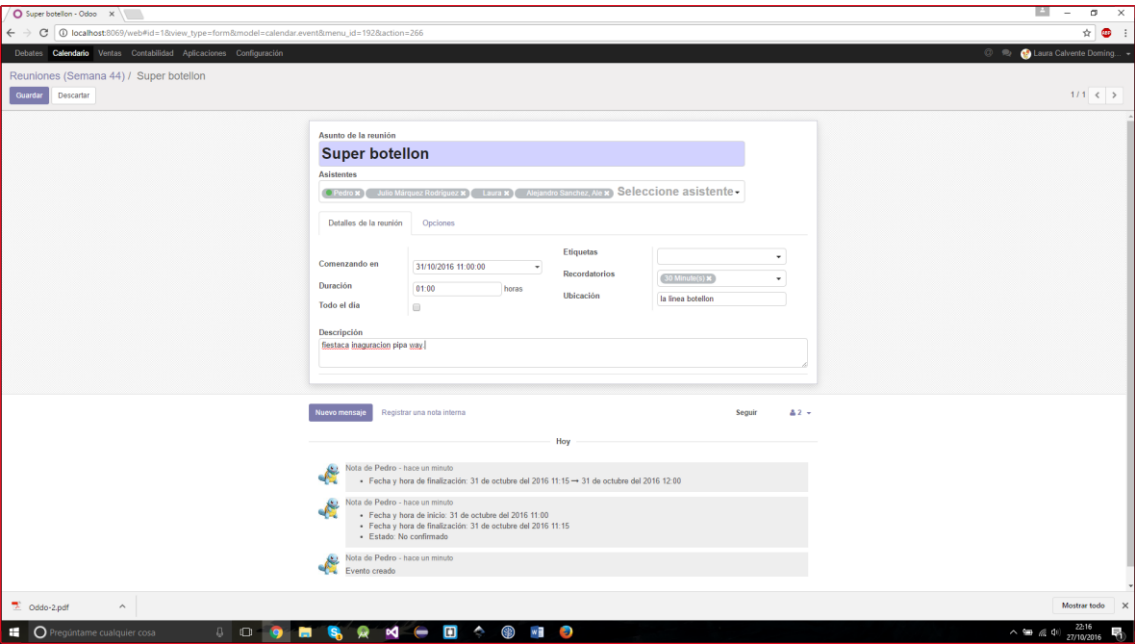 Super botellon - Odoo
localhost:8069/web#id=1&view_type=form&model=calendar.event&menu_id=192&action=266
ABP
Debates Calendario Ventas Contabilidad Aplicaciones Configuración
Laura Calvente Doming...
Reuniones (Semana 44) / Super botellon
Guardar Descartar
1 / 1
Asunto de la reunión
Super botellon
Asistentes
Pedro Julio Márquez Rodríguez Laura Alejandro Sanchez, Ale Seleccione asistente
Detalles de la reunión Opciones
Comenzando en 31/10/2016 11:00:00
Duración 01:00 horas
Todo el día
Etiquetas
Recordatorios 30 Minuto(s)
Ubicación la linea botellon
Descripción
fiestaca inaguracion pipa way.
Nuevo mensaje Registrar una nota interna Seguir 2
Hoy
Nota de Pedro - hace un minuto
Fecha y hora de finalización: 31 de octubre del 2016 11:15 → 31 de octubre del 2016 12:00
Nota de Pedro - hace un minuto
Fecha y hora de inicio: 31 de octubre del 2016 11:00
Fecha y hora de finalización: 31 de octubre del 2016 11:15
Estado: No confirmado
Nota de Pedro - hace un minuto
Evento creado
Oddo-2.pdf
Mostrar todo
Pregúntame cualquier cosa
22:16
27/10/2016